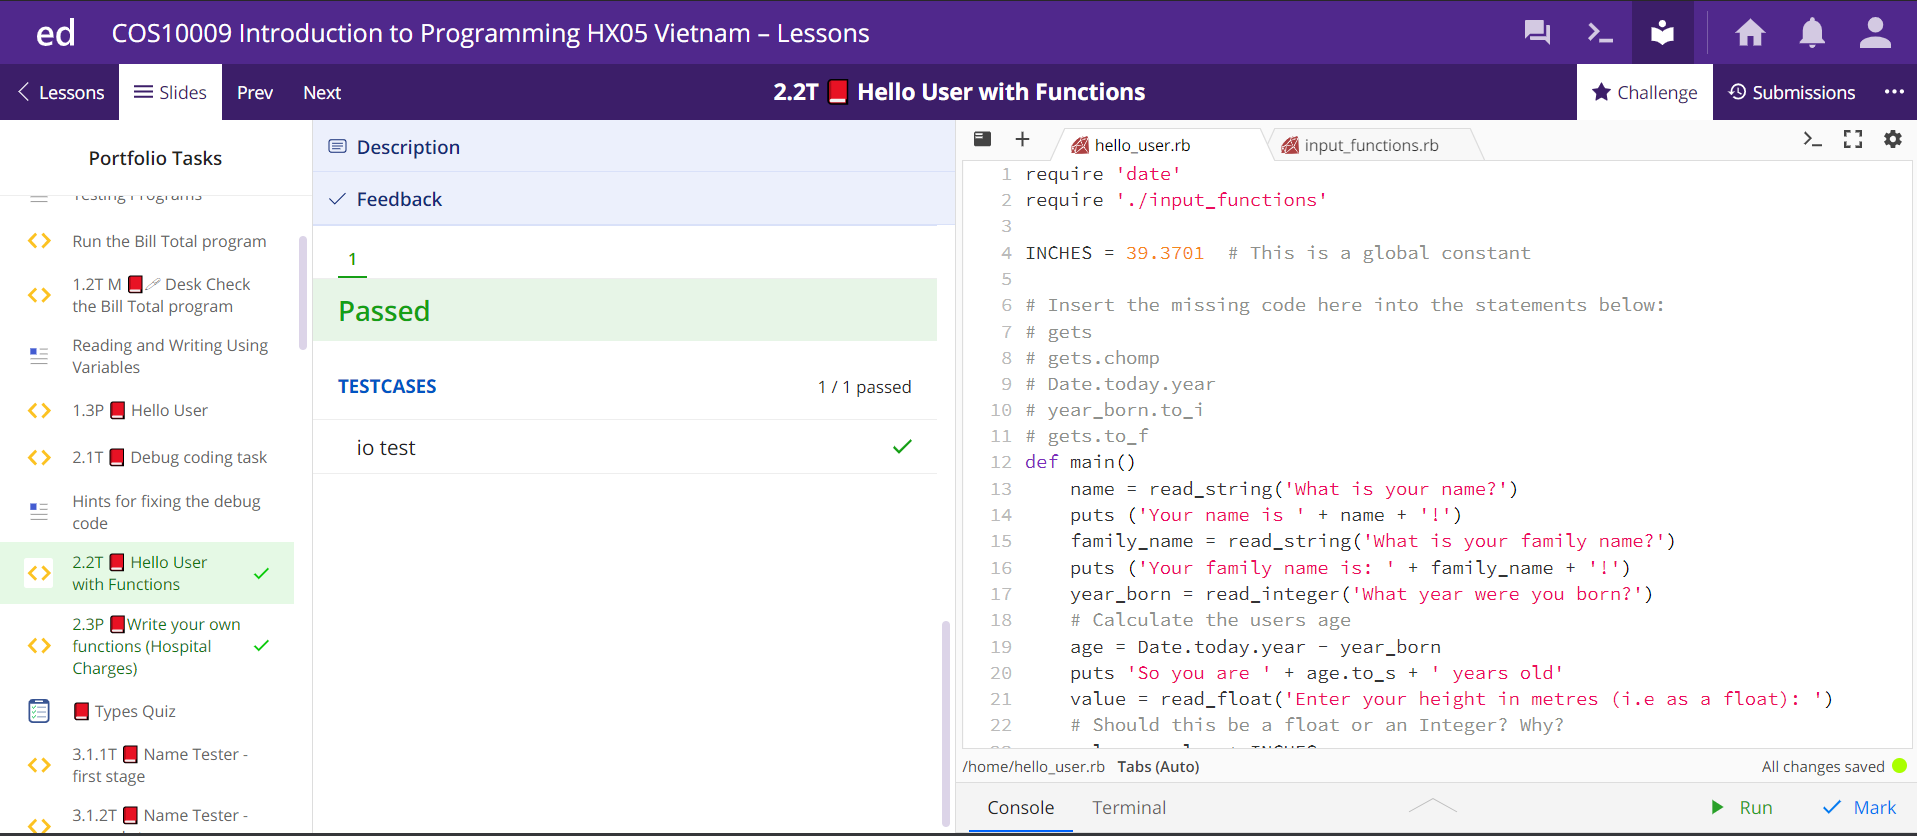 ed COS10009 Introduction to Programming HX05 Vietnam – Lessons
Lessons Slides Prev Next 2.2T 📕 Hello User with Functions Challenge Submissions
Portfolio Tasks
Testing Programs
Run the Bill Total program
1.2T M 📕 Desk Check
the Bill Total program
Reading and Writing Using
Variables
1.3P 📕 Hello User
2.1T 📕 Debug coding task
Hints for fixing the debug
code
2.2T 📕 Hello User
with Functions
2.3P 📕Write your own
functions (Hospital
Charges)
📕 Types Quiz
3.1.1T 📕 Name Tester -
first stage
3.1.2T 📕 Name Tester -
Description
Feedback
1
Passed
TESTCASES 1 / 1 passed
io test
hello_user.rb input_functions.rb
1 require 'date'
2 require './input_functions'
3
4 INCHES = 39.3701  # This is a global constant
5
6 # Insert the missing code here into the statements below:
7 # gets
8 # gets.chomp
9 # Date.today.year
10 # year_born.to_i
11 # gets.to_f
12 def main()
13     name = read_string('What is your name?')
14     puts ('Your name is ' + name + '!')
15     family_name = read_string('What is your family name?')
16     puts ('Your family name is: ' + family_name + '!')
17     year_born = read_integer('What year were you born?')
18     # Calculate the users age
19     age = Date.today.year - year_born
20     puts 'So you are ' + age.to_s + ' years old'
21     value = read_float('Enter your height in metres (i.e as a float): ')
22     # Should this be a float or an Integer? Why?
/home/hello_user.rb Tabs (Auto) All changes saved
Console Terminal Run Mark